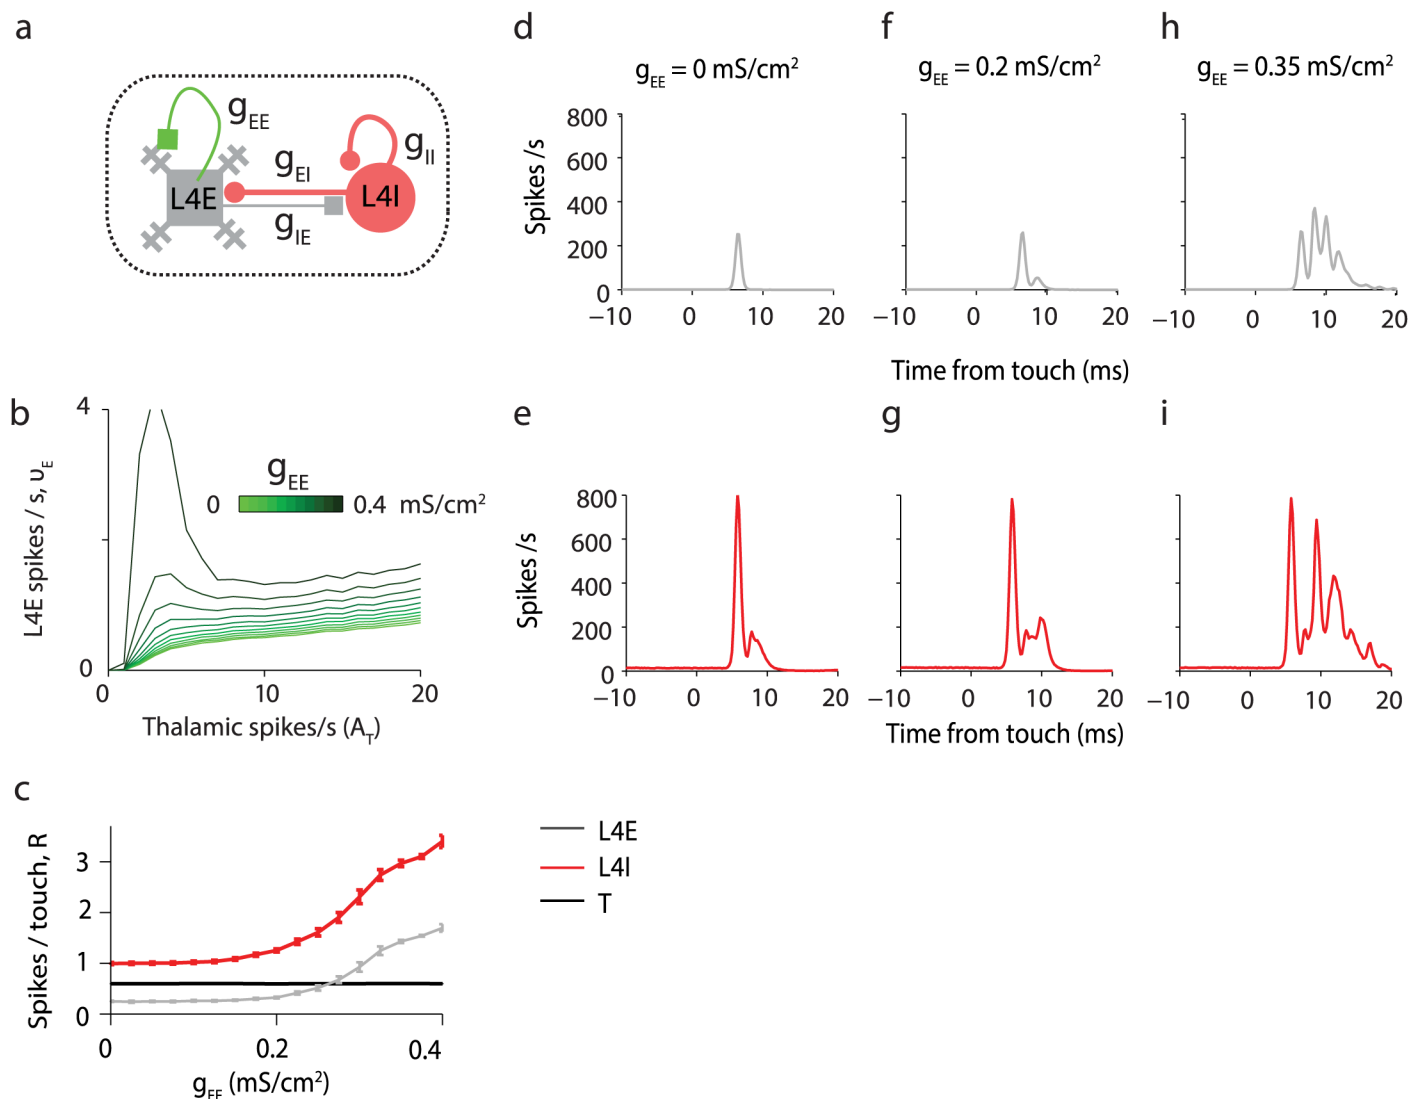 a
g_EE
g_EI
g_II
L4E
L4I
g_IE
b
4
L4E spikes / s, υ_E
g_EE
0
0.4 mS/cm²
0
0
10
20
Thalamic spikes/s (A_T)
c
Spikes / touch, R
3
2
1
0
0
0.2
0.4
g_EE (mS/cm²)
L4E
L4I
T
d
g_EE = 0 mS/cm²
f
g_EE = 0.2 mS/cm²
h
g_EE = 0.35 mS/cm²
Spikes /s
800
600
400
200
0
−10 0 10 20
−10 0 10 20
−10 0 10 20
Time from touch (ms)
e
g
i
Spikes /s
800
600
400
200
0
−10 0 10 20
−10 0 10 20
−10 0 10 20
Time from touch (ms)